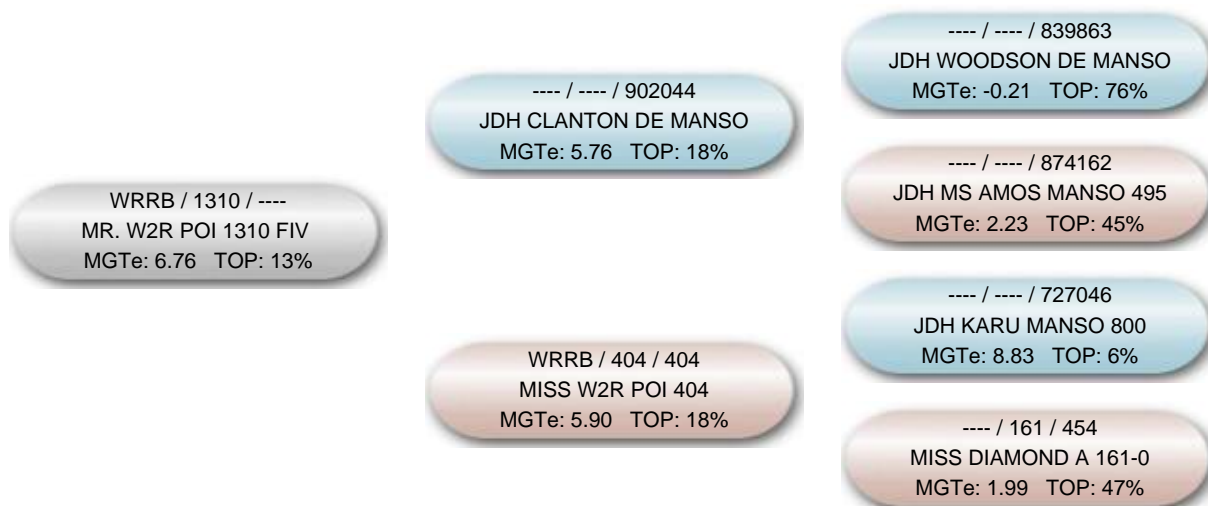 ---- / ---- / 839863
JDH WOODSON DE MANSO
MGTe: -0.21 TOP: 76%
---- / ---- / 902044
JDH CLANTON DE MANSO
MGTe: 5.76 TOP: 18%
---- / ---- / 874162
JDH MS AMOS MANSO 495
MGTe: 2.23 TOP: 45%
WRRB / 1310 / ----
MR. W2R POI 1310 FIV
MGTe: 6.76 TOP: 13%
---- / ---- / 727046
JDH KARU MANSO 800
MGTe: 8.83 TOP: 6%
WRRB / 404 / 404
MISS W2R POI 404
MGTe: 5.90 TOP: 18%
---- / 161 / 454
MISS DIAMOND A 161-0
MGTe: 1.99 TOP: 47%